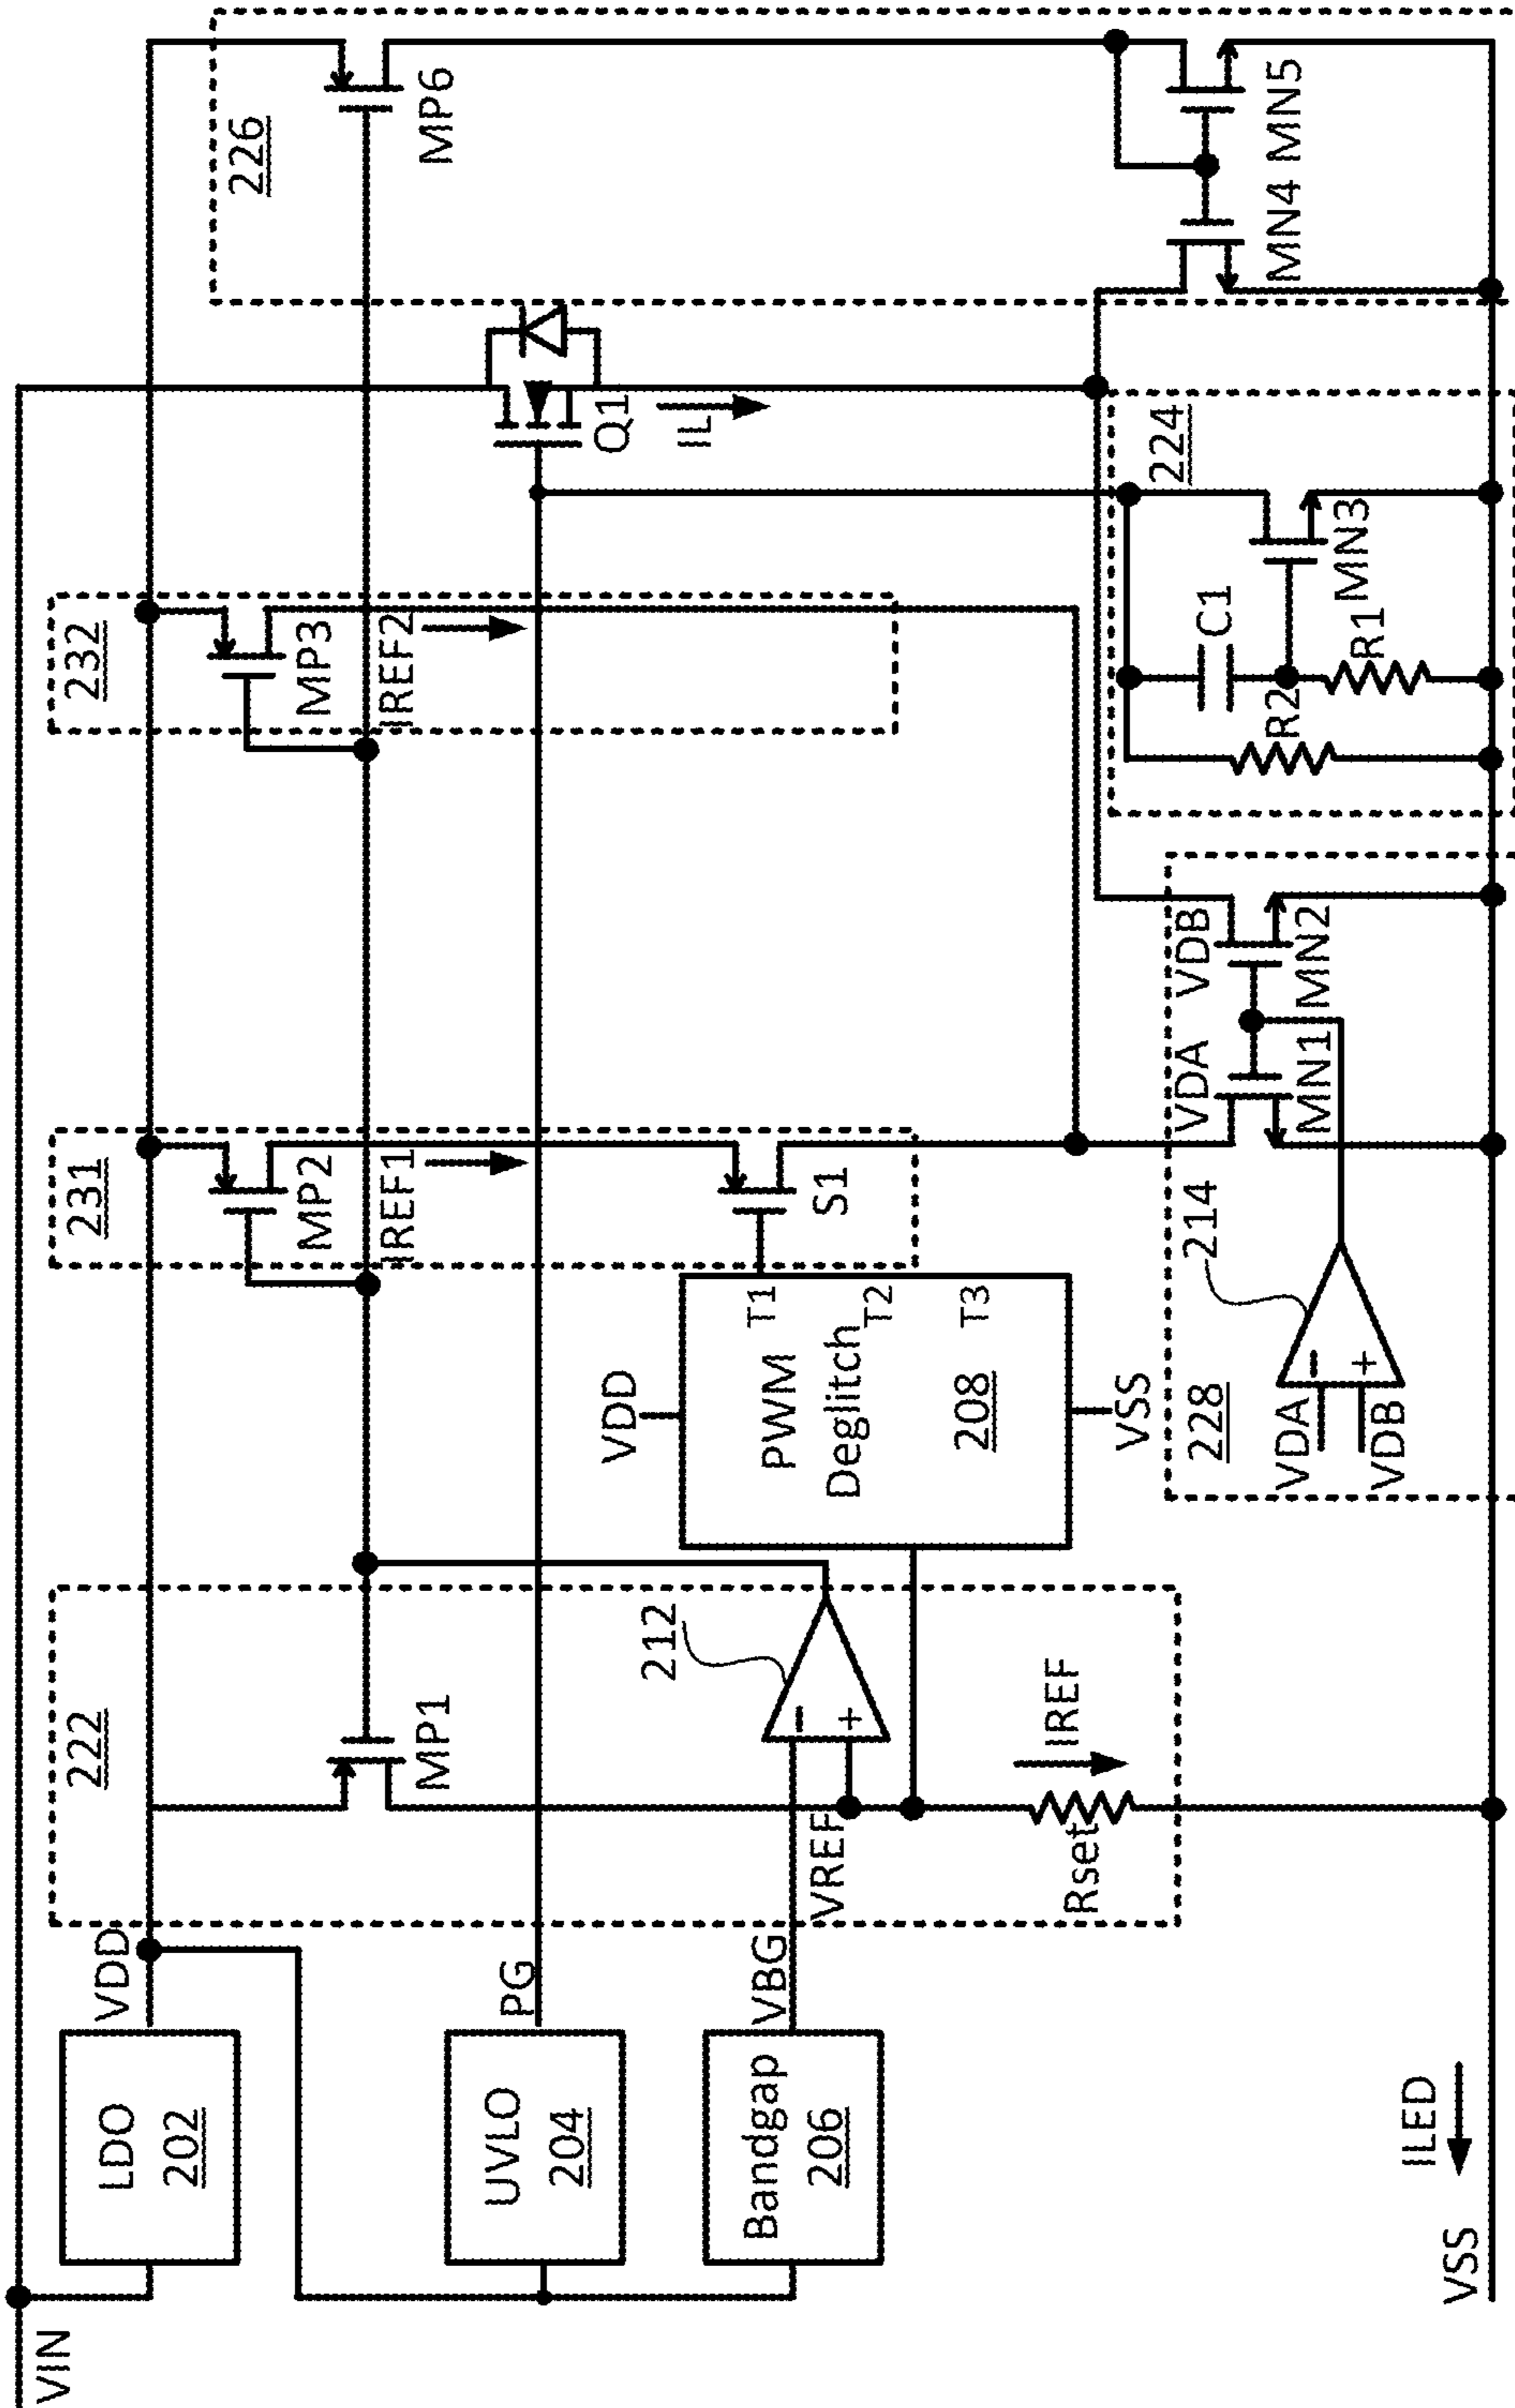 VIN
LDO
202
VDD
UVLO
204
PG
Bandgap
206
VBG
ILED
VSS
222
MP1
212
VREF
Rset
IREF
231
MP2
IREF1
S1
VDD
PWM
Deglitch
208
T1
T2
T3
VSS
228
VDA
VDB
214
VDA
VDB
MN1
MN2
232
MP3
IREF2
Q1
IL
224
C1
R2
R1
MN3
226
MP6
MN4
MN5